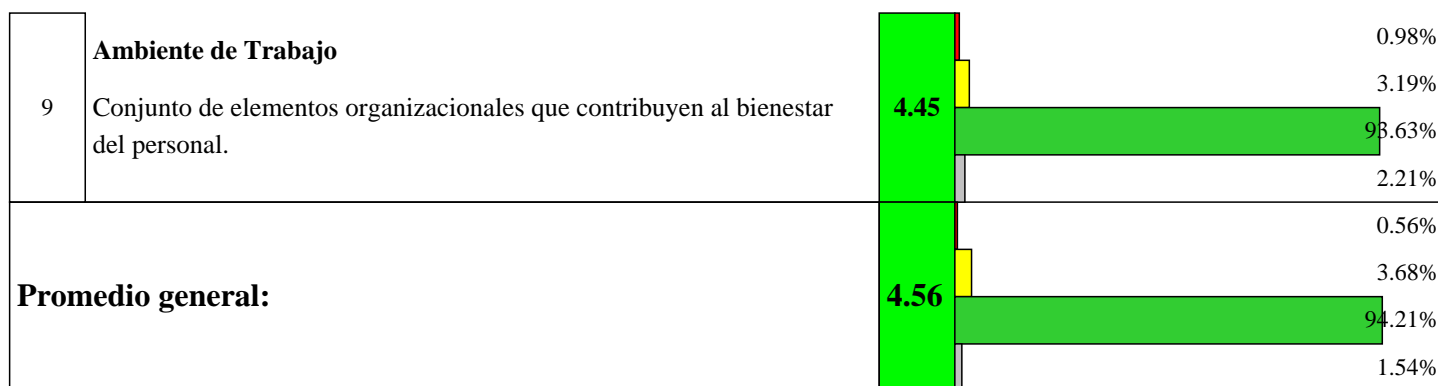 Ambiente de Trabajo
9
Conjunto de elementos organizacionales que contribuyen al bienestar
del personal.
4.45
0.98%
3.19%
93.63%
2.21%
Promedio general:
4.56
0.56%
3.68%
94.21%
1.54%